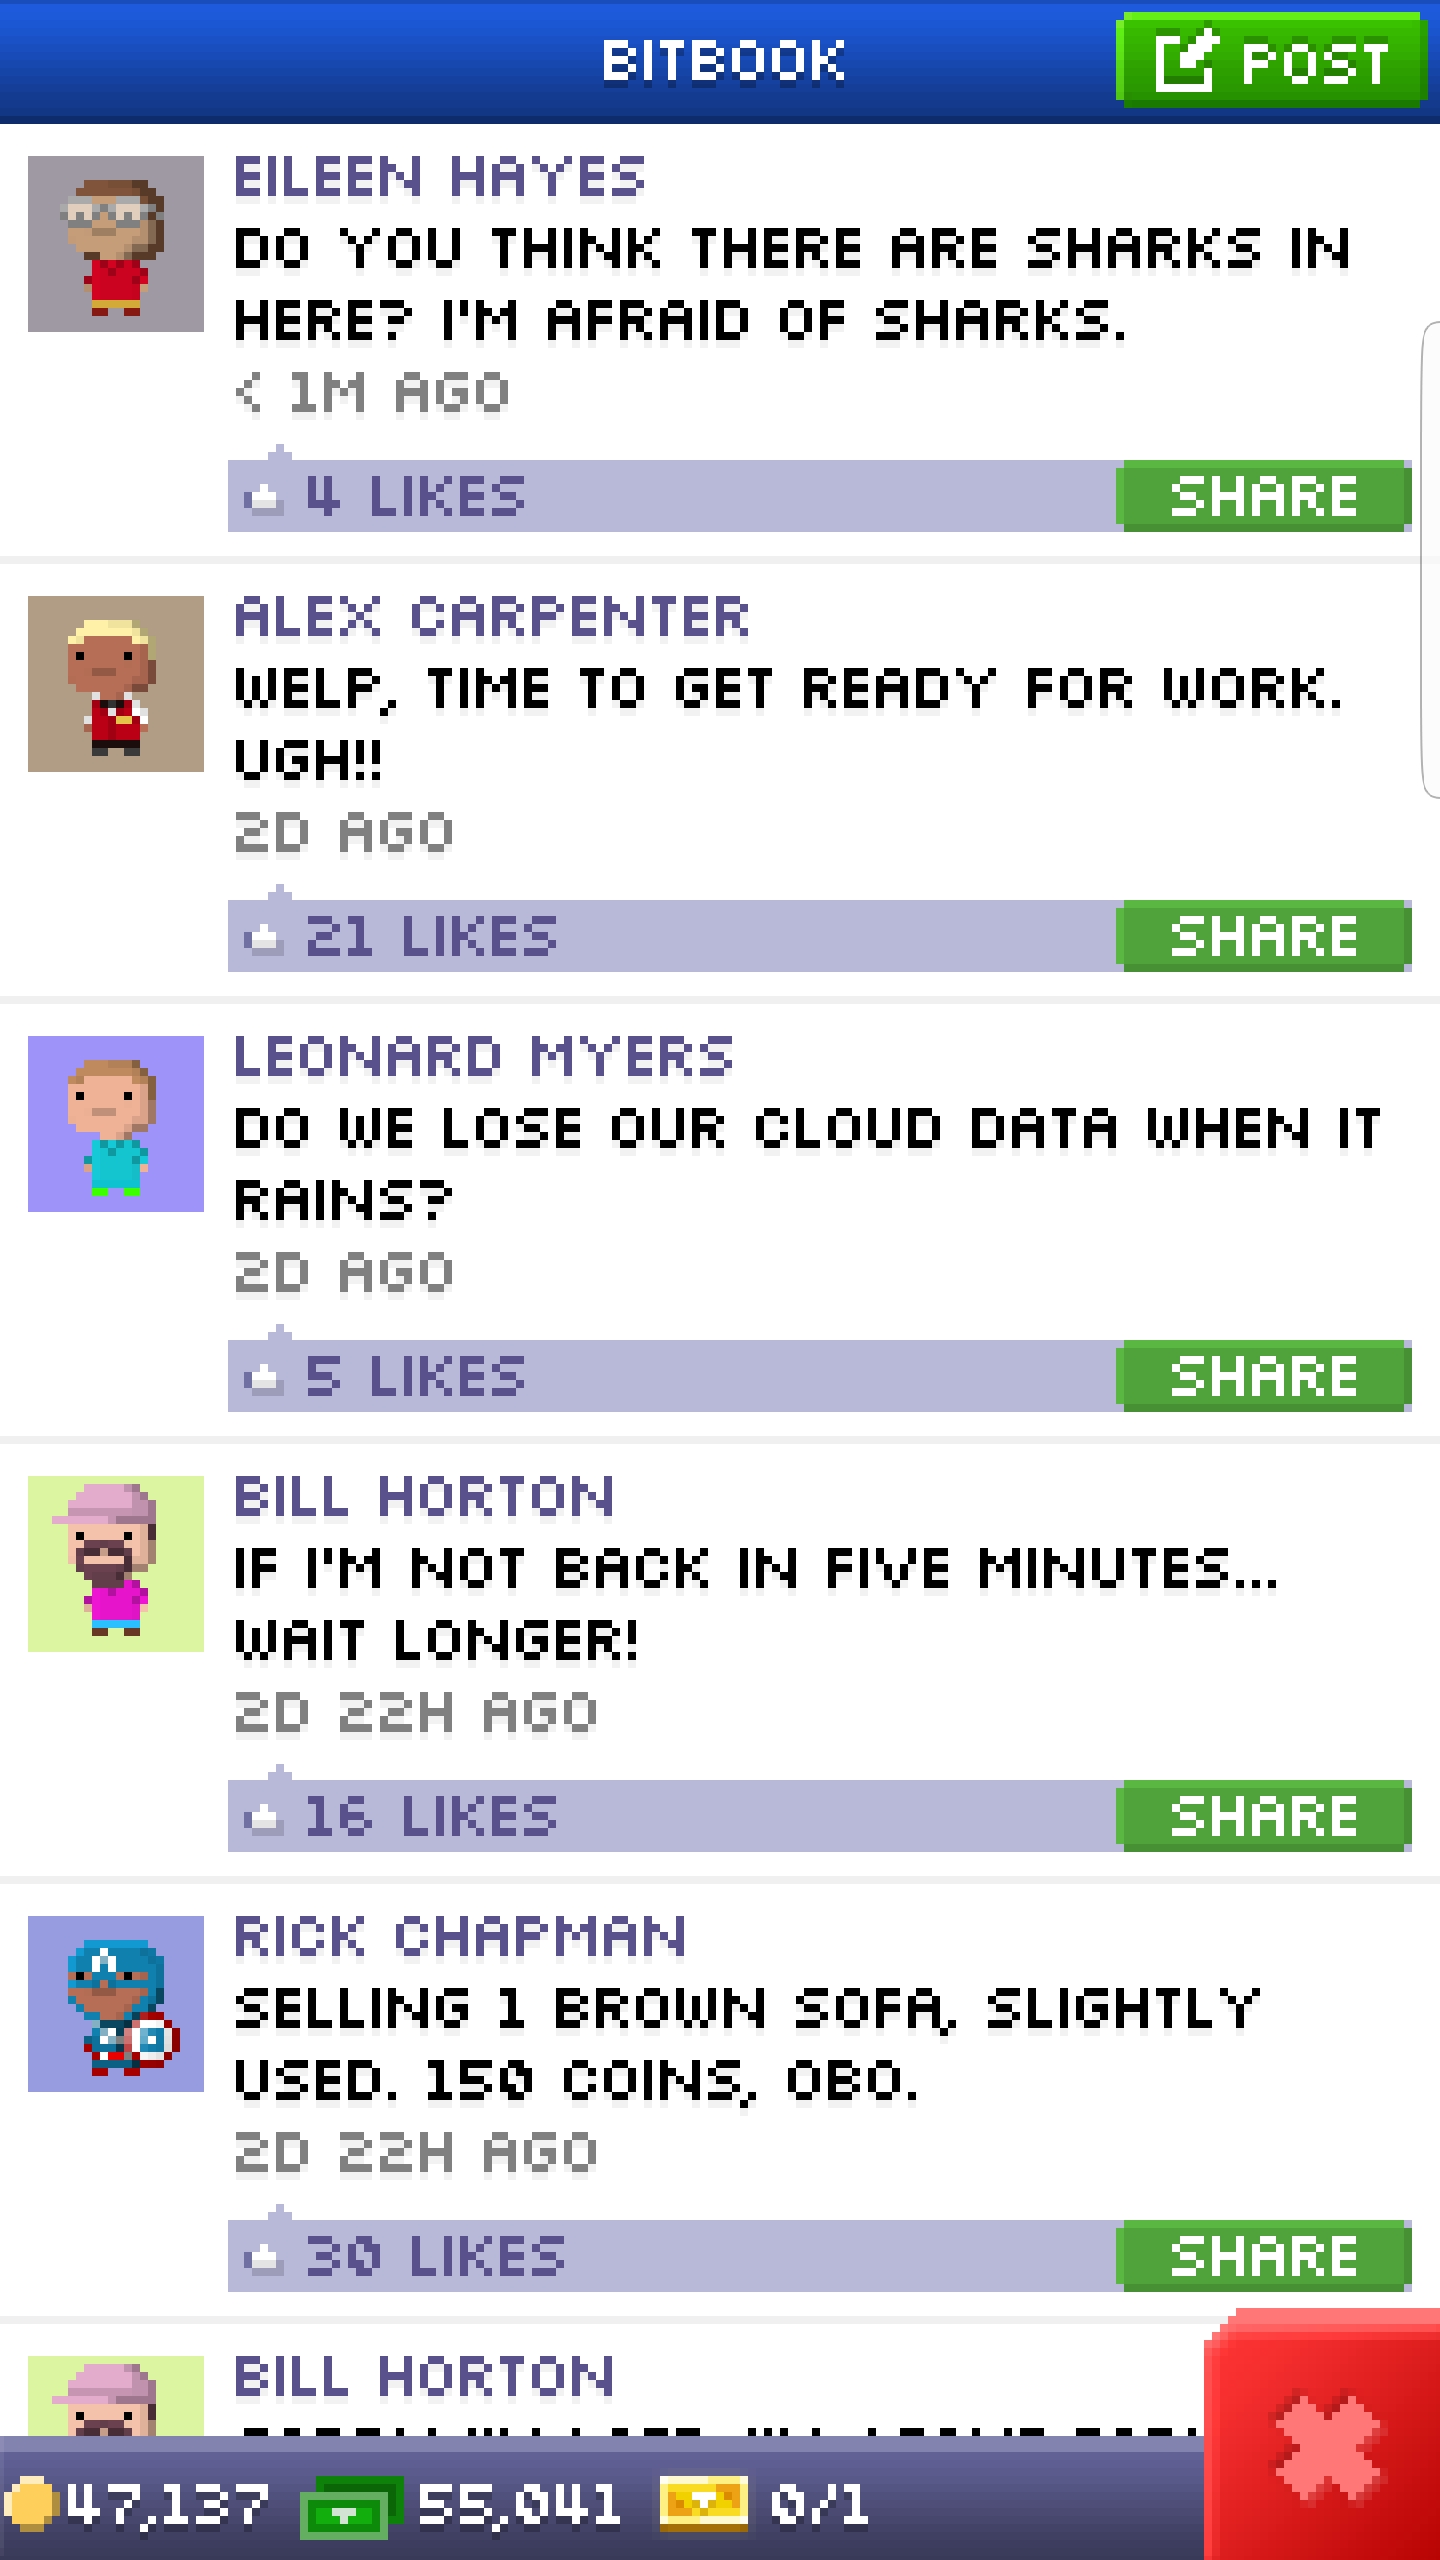 BITBOOK
POST
EILEEN HAYES
DO YOU THINK THERE ARE SHARKS IN
HERE? I'M AFRAID OF SHARKS.
< 1M AGO
4 LIKES
SHARE
ALEX CARPENTER
WELP, TIME TO GET READY FOR WORK.
UGH!!
2D AGO
21 LIKES
SHARE
LEONARD MYERS
DO WE LOSE OUR CLOUD DATA WHEN IT
RAINS?
2D AGO
5 LIKES
SHARE
BILL HORTON
IF I'M NOT BACK IN FIVE MINUTES...
WAIT LONGER!
2D 22H AGO
16 LIKES
SHARE
RICK CHAPMAN
SELLING 1 BROWN SOFA, SLIGHTLY
USED. 150 COINS, OBO.
2D 22H AGO
30 LIKES
SHARE
BILL HORTON
47,137
55,041
0/1